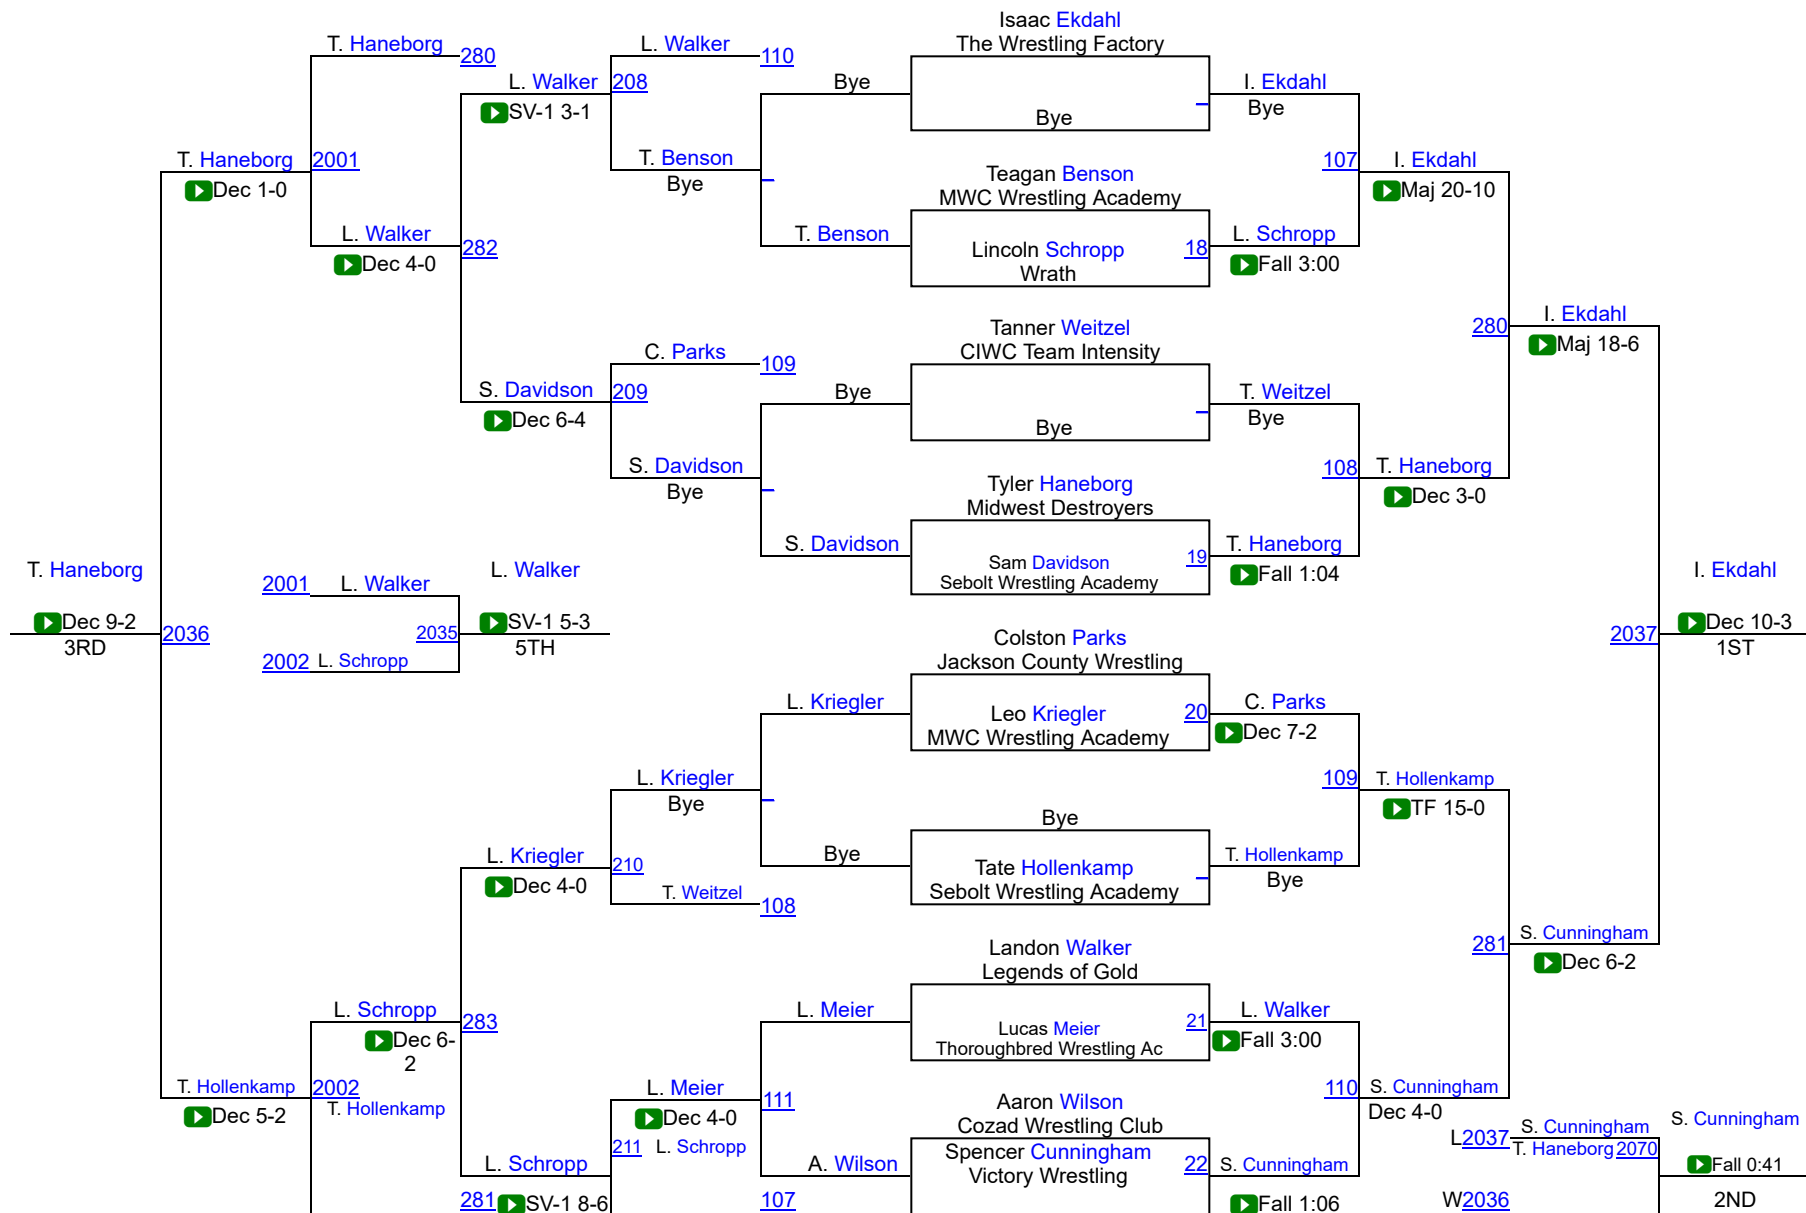 Isaac Ekdahl
The Wrestling Factory
T. Haneborg
280
L. Walker
110
L. Walker
208
SV-1 3-1
Bye
Bye
I. Ekdahl
Bye
T. Haneborg
2001
Dec 1-0
T. Benson
Bye
Teagan Benson
MWC Wrestling Academy
107
I. Ekdahl
Maj 20-10
L. Walker
282
Dec 4-0
T. Benson
Lincoln Schropp
Wrath
18
L. Schropp
Fall 3:00
Tanner Weitzel
CIWC Team Intensity
280
I. Ekdahl
Maj 18-6
C. Parks
109
S. Davidson
209
Dec 6-4
Bye
Bye
T. Weitzel
Bye
S. Davidson
Bye
Tyler Haneborg
Midwest Destroyers
108
T. Haneborg
Dec 3-0
S. Davidson
Sam Davidson
Sebolt Wrestling Academy
19
T. Haneborg
Fall 1:04
T. Haneborg
Dec 9-2
3RD
2036
2001
L. Walker
2035
2002
L. Schropp
L. Walker
SV-1 5-3
5TH
I. Ekdahl
Dec 10-3
1ST
2037
Colston Parks
Jackson County Wrestling
L. Kriegler
Leo Kriegler
MWC Wrestling Academy
20
C. Parks
Dec 7-2
L. Kriegler
Bye
109
T. Hollenkamp
TF 15-0
Bye
L. Kriegler
210
Dec 4-0
T. Weitzel
108
Bye
Tate Hollenkamp
Sebolt Wrestling Academy
T. Hollenkamp
Bye
281
S. Cunningham
Dec 6-2
Landon Walker
Legends of Gold
L. Schropp
283
Dec 6-
2
L. Meier
Lucas Meier
Thoroughbred Wrestling Ac
21
L. Walker
Fall 3:00
T. Hollenkamp
2002
T. Hollenkamp
Dec 5-2
L. Meier
111
Dec 4-0
Aaron Wilson
Cozad Wrestling Club
110
S. Cunningham
Dec 4-0
L. Schropp
211
L. Schropp
A. Wilson
Spencer Cunningham
Victory Wrestling
22
S. Cunningham
Fall 1:06
281
SV-1 8-6
107
L2037
S. Cunningham
T. Haneborg
2070
W2036
S. Cunningham
Fall 0:41
2ND